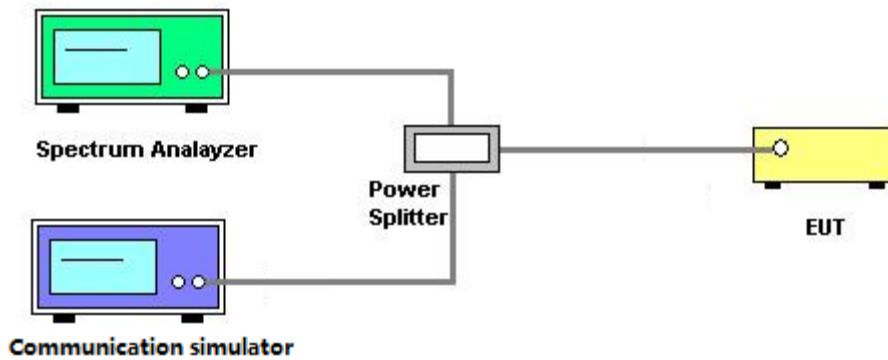 Spectrum Analayzer
Power
Splitter
EUT
Communication simulator